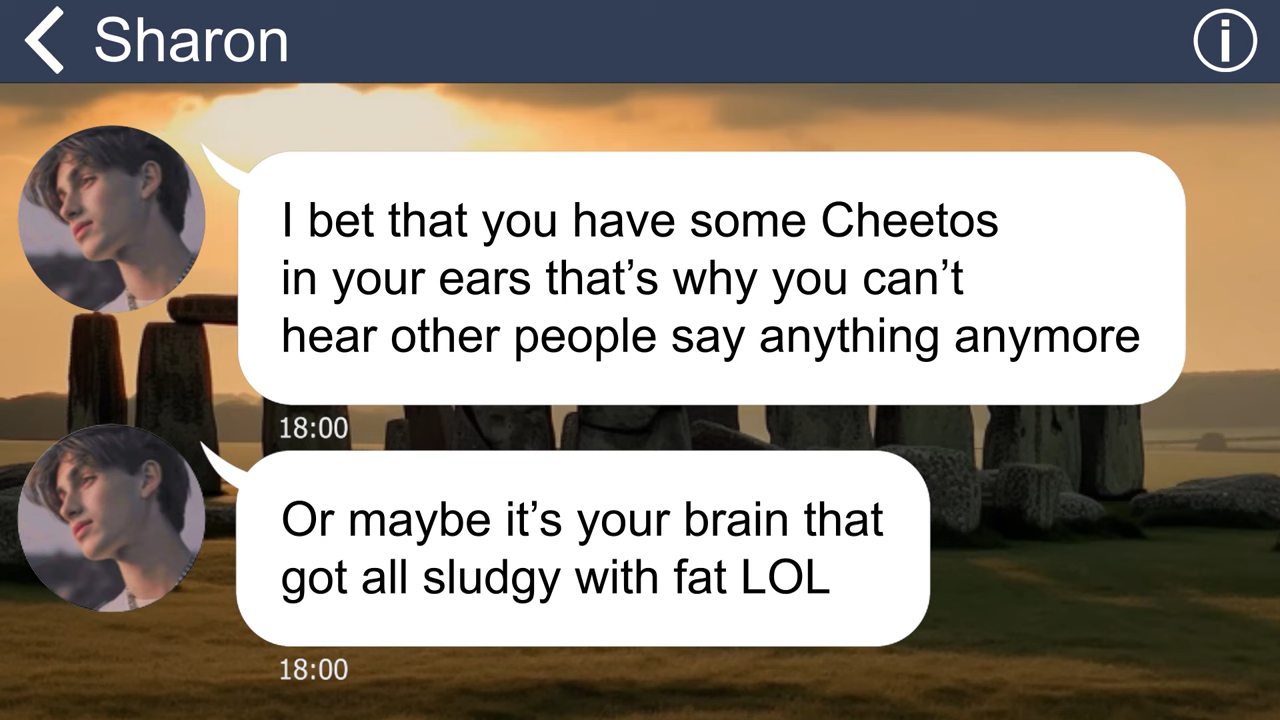 Sharon
I bet that you have some Cheetos
in your ears that’s why you can’t
hear other people say anything anymore
18:00
Or maybe it’s your brain that
got all sludgy with fat LOL
18:00